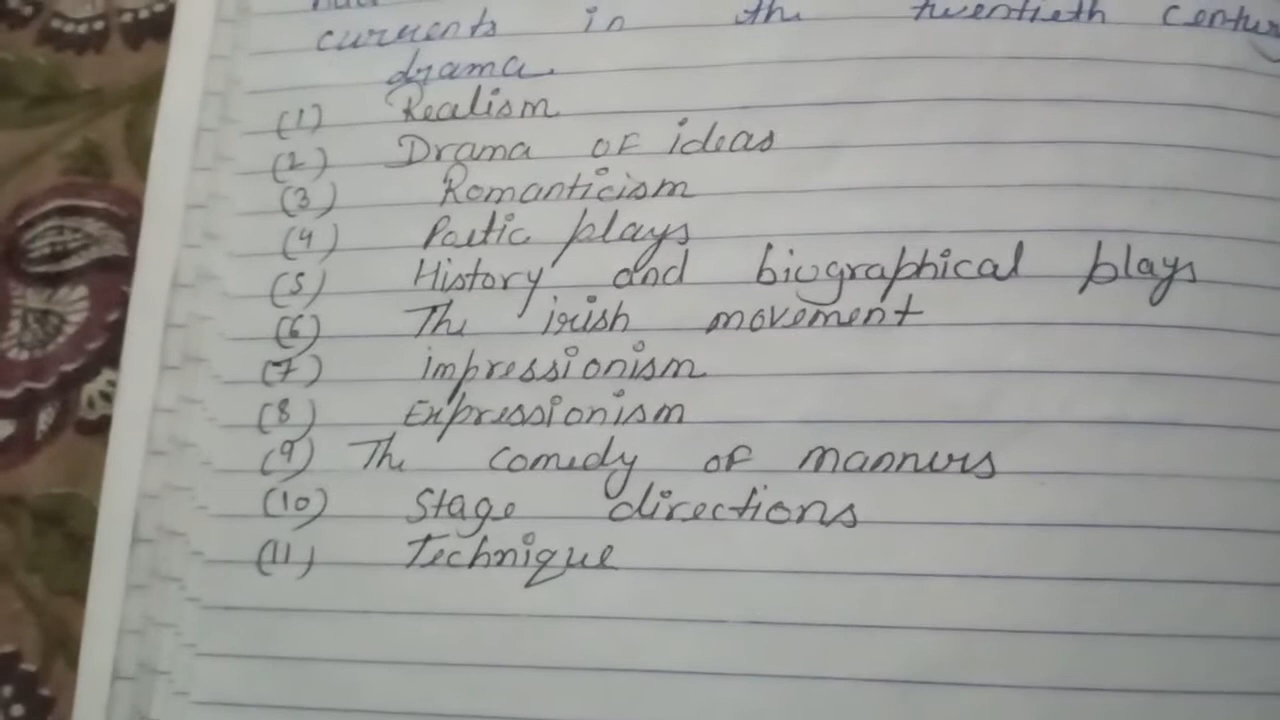 currents in the twentieth century
drama.
(1) Realism
(2) Drama OF ideas
(3) Romanticism
(4) Poetic plays
(5) History and biographical plays
(6) The irish movement
(7) impressionism
(8) Expressionism
(9) The comedy OF manners
(10) Stage directions
(11) Technique